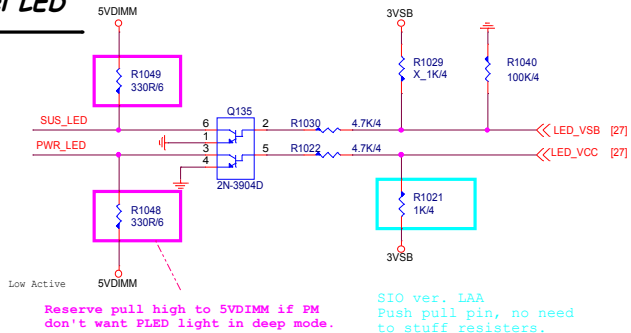 LED
5VDIMM
3VSB
R1049
330R/6
R1029
X_1K/4
R1040
100K/4
Q135
SUS_LED
6
2
R1030
4.7K/4
LED_VSB [27]
1
PWR_LED
3
5
R1022
4.7K/4
LED_VCC [27]
4
2N-3904D
R1048
330R/6
R1021
1K/4
3VSB
Low Active
5VDIMM
Reserve pull high to 5VDIMM if PM
don't want PLED light in deep mode.
SIO ver. LAA
Push pull pin, no need
to stuff resisters.